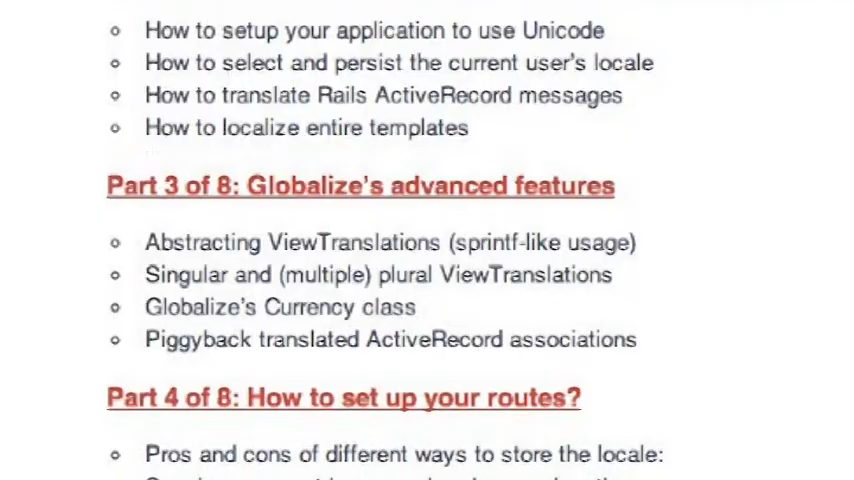 How to setup your application to use Unicode
How to select and persist the current user's locale
How to translate Rails ActiveRecord messages
How to localize entire templates
Part 3 of 8: Globalize's advanced features
Abstracting ViewTranslations (sprintf-like usage)
Singular and (multiple) plural ViewTranslations
Globalize's Currency class
Piggyback translated ActiveRecord associations
Part 4 of 8: How to set up your routes?
Pros and cons of different ways to store the locale: